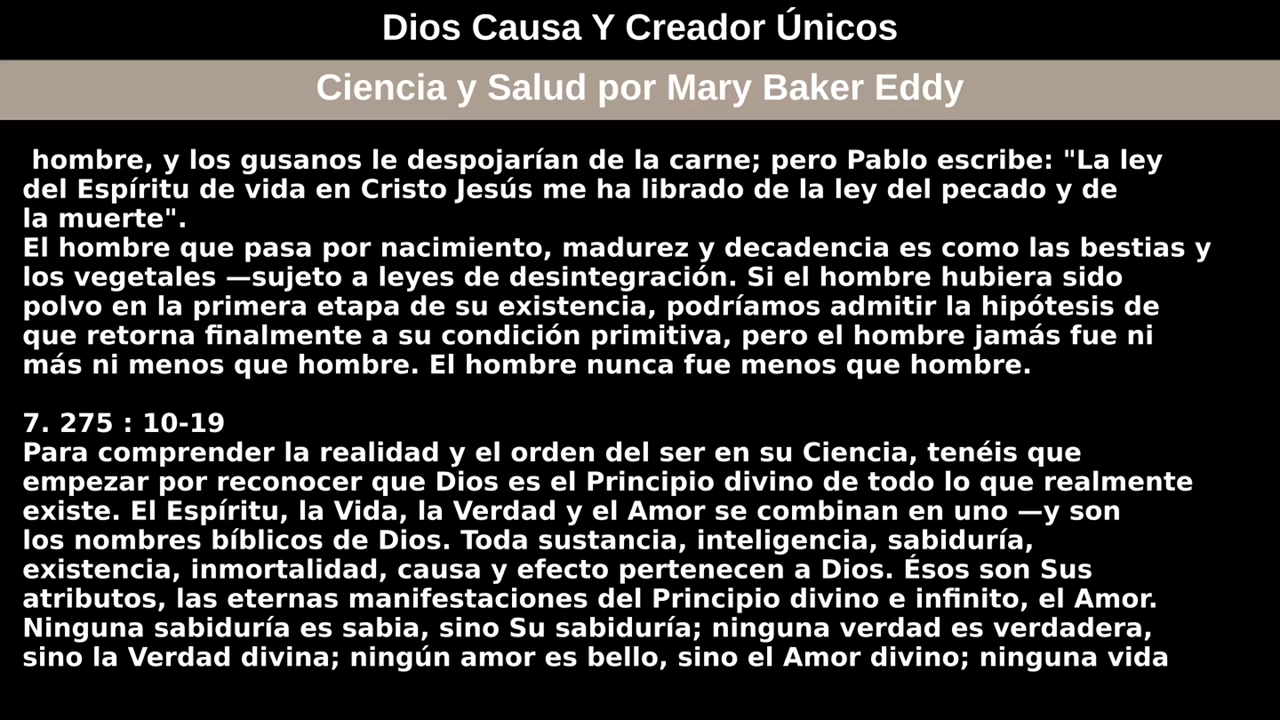 Dios Causa Y Creador Únicos
Ciencia y Salud por Mary Baker Eddy
hombre, y los gusanos le despojarían de la carne; pero Pablo escribe: "La ley
del Espíritu de vida en Cristo Jesús me ha librado de la ley del pecado y de
la muerte".
El hombre que pasa por nacimiento, madurez y decadencia es como las bestias y
los vegetales —sujeto a leyes de desintegración. Si el hombre hubiera sido
polvo en la primera etapa de su existencia, podríamos admitir la hipótesis de
que retorna finalmente a su condición primitiva, pero el hombre jamás fue ni
más ni menos que hombre. El hombre nunca fue menos que hombre.
7. 275 : 10-19
Para comprender la realidad y el orden del ser en su Ciencia, tenéis que
empezar por reconocer que Dios es el Principio divino de todo lo que realmente
existe. El Espíritu, la Vida, la Verdad y el Amor se combinan en uno —y son
los nombres bíblicos de Dios. Toda sustancia, inteligencia, sabiduría,
existencia, inmortalidad, causa y efecto pertenecen a Dios. Ésos son Sus
atributos, las eternas manifestaciones del Principio divino e infinito, el Amor.
Ninguna sabiduría es sabia, sino Su sabiduría; ninguna verdad es verdadera,
sino la Verdad divina; ningún amor es bello, sino el Amor divino; ninguna vida